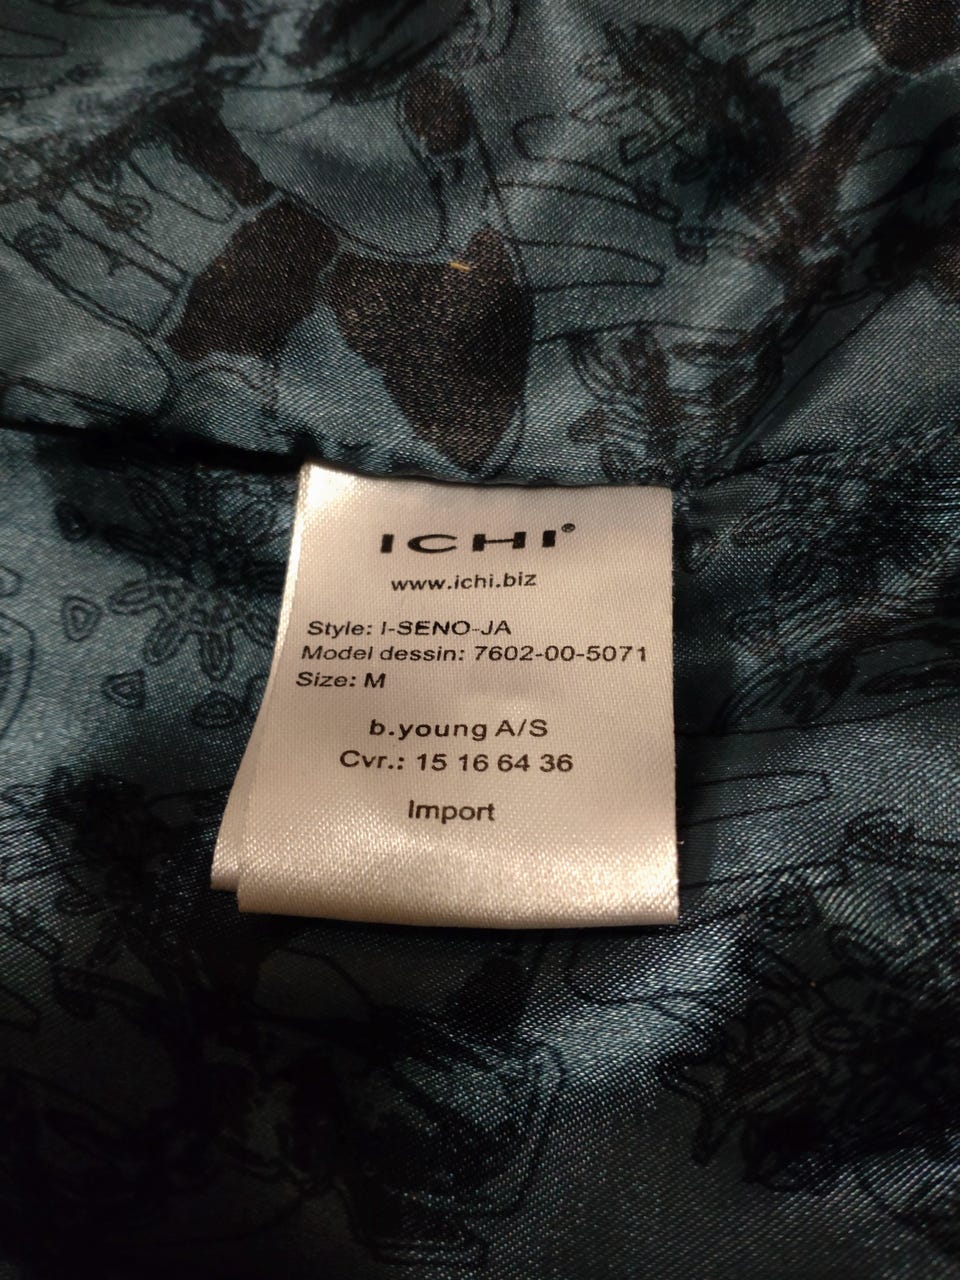 ICHI®
www.ichi.biz
Style: I-SENO-JA
Model dessin: 7602-00-5071
Size: M
b.young A/S
Cvr.: 15 16 64 36
Import